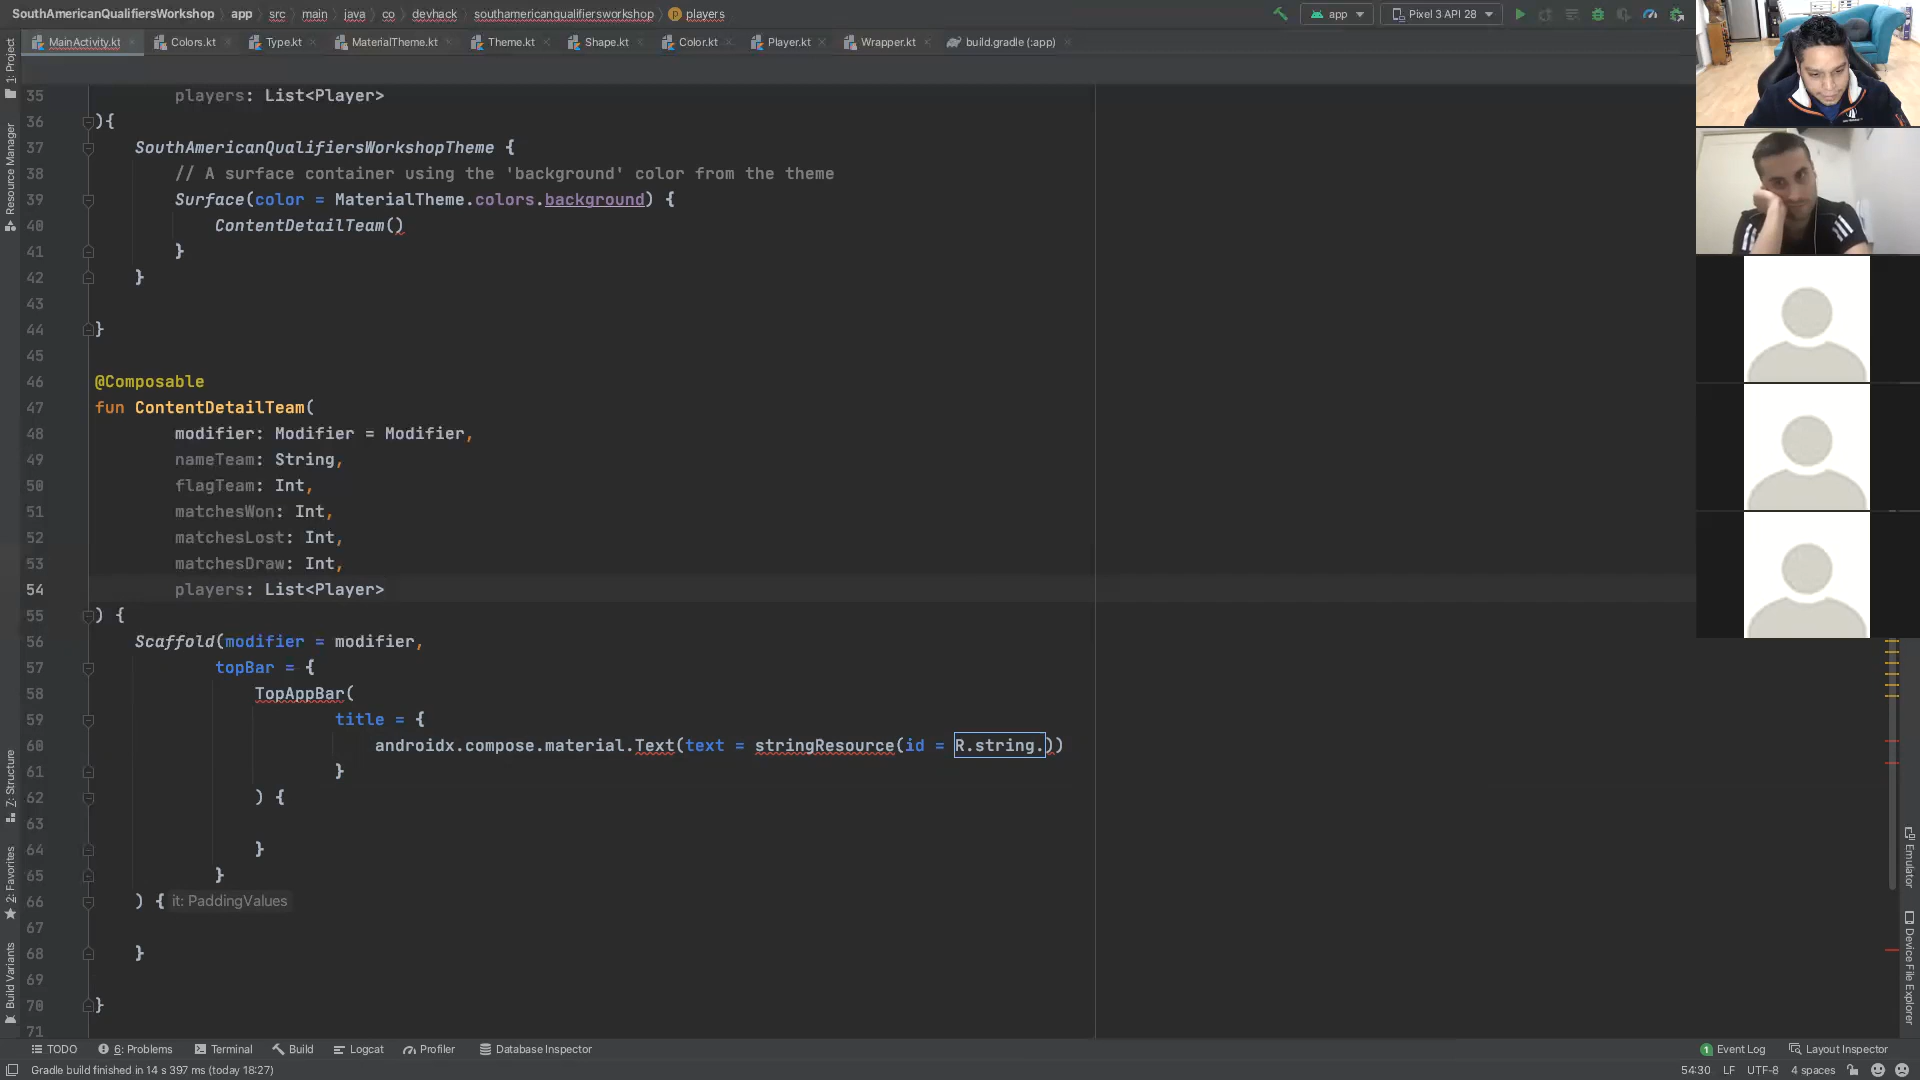 SouthAmericanQualifiersWorkshop app src main java co devhack southamericanqualifiersworkshop players
app Pixel 3 API 28
MainActivity.kt Colors.kt Type.kt MaterialTheme.kt Theme.kt Shape.kt Color.kt Player.kt Wrapper.kt build.gradle (:app)
1: Project
Resource Manager
Z: Structure
2: Favorites
Build Variants
35 players: List<Player>
36 ){
37 SouthAmericanQualifiersWorkshopTheme {
38 // A surface container using the 'background' color from the theme
39 Surface(color = MaterialTheme.colors.background) {
40 ContentDetailTeam()
41 }
42 }
43
44 }
45
46 @Composable
47 fun ContentDetailTeam(
48 modifier: Modifier = Modifier,
49 nameTeam: String,
50 flagTeam: Int,
51 matchesWon: Int,
52 matchesLost: Int,
53 matchesDraw: Int,
54 players: List<Player>
55 ) {
56 Scaffold(modifier = modifier,
57 topBar = {
58 TopAppBar(
59 title = {
60 androidx.compose.material.Text(text = stringResource(id = R.string.))
61 }
62 ) {
63
64 }
65 }
66 ) { it: PaddingValues
67
68 }
69
70 }
71
Emulator
Device File Explorer
TODO 6: Problems Terminal Build Logcat Profiler Database Inspector 1 Event Log Layout Inspector
Gradle build finished in 14 s 397 ms (today 18:27) 54:30 LF UTF-8 4 spaces